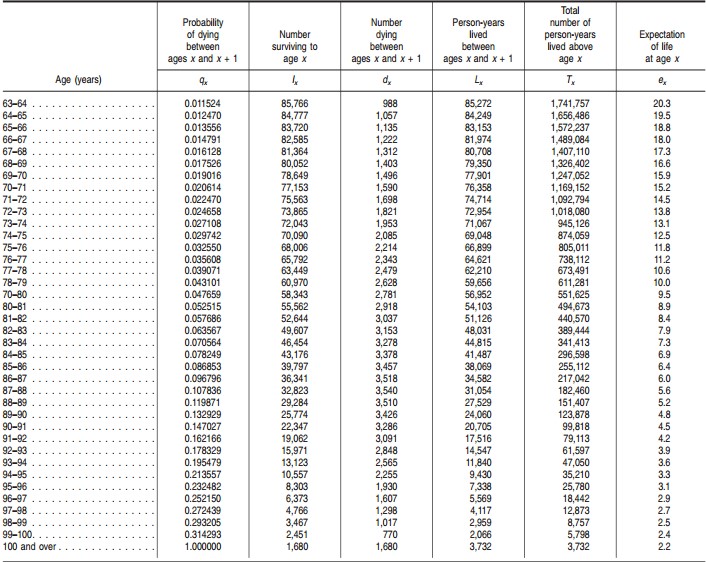 Age (years) Probability of dying between ages x and x + 1 Number surviving to age x Number dying between ages x and x + 1 Person-years lived between ages x and x + 1 Total number of person-years lived above age x Expectation of life at age x
qx lx dx Lx Tx ex
63–64 0.011524 85,766 988 85,272 1,741,757 20.3
64–65 0.012470 84,777 1,057 84,249 1,656,486 19.5
65–66 0.013556 83,720 1,135 83,153 1,572,237 18.8
66–67 0.014791 82,585 1,222 81,974 1,489,084 18.0
67–68 0.016128 81,364 1,312 80,708 1,407,110 17.3
68–69 0.017526 80,052 1,403 79,350 1,326,402 16.6
69–70 0.019016 78,649 1,496 77,901 1,247,052 15.9
70–71 0.020614 77,153 1,590 76,358 1,169,152 15.2
71–72 0.022470 75,563 1,698 74,714 1,092,794 14.5
72–73 0.024658 73,865 1,821 72,954 1,018,080 13.8
73–74 0.027108 72,043 1,953 71,067 945,126 13.1
74–75 0.029742 70,090 2,085 69,048 874,059 12.5
75–76 0.032550 68,006 2,214 66,899 805,011 11.8
76–77 0.035608 65,792 2,343 64,621 738,112 11.2
77–78 0.039071 63,449 2,479 62,210 673,491 10.6
78–79 0.043101 60,970 2,628 59,656 611,281 10.0
70–80 0.047659 58,343 2,781 56,952 551,625 9.5
80–81 0.052515 55,562 2,918 54,103 494,673 8.9
81–82 0.057686 52,644 3,037 51,126 440,570 8.4
82–83 0.063567 49,607 3,153 48,031 389,444 7.9
83–84 0.070564 46,454 3,278 44,815 341,413 7.3
84–85 0.078249 43,176 3,378 41,487 296,598 6.9
85–86 0.086853 39,797 3,457 38,069 255,112 6.4
86–87 0.096796 36,341 3,518 34,582 217,042 6.0
87–88 0.107836 32,823 3,540 31,054 182,460 5.6
88–89 0.119871 29,284 3,510 27,529 151,407 5.2
89–90 0.132929 25,774 3,426 24,060 123,878 4.8
90–91 0.147027 22,347 3,286 20,705 99,818 4.5
91–92 0.162166 19,062 3,091 17,516 79,113 4.2
92–93 0.178329 15,971 2,848 14,547 61,597 3.9
93–94 0.195479 13,123 2,565 11,840 47,050 3.6
94–95 0.213557 10,557 2,255 9,430 35,210 3.3
95–96 0.232482 8,303 1,930 7,338 25,780 3.1
96–97 0.252150 6,373 1,607 5,569 18,442 2.9
97–98 0.272439 4,766 1,298 4,117 12,873 2.7
98–99 0.293205 3,467 1,017 2,959 8,757 2.5
99–100 0.314293 2,451 770 2,066 5,798 2.4
100 and over 1.000000 1,680 1,680 3,732 3,732 2.2